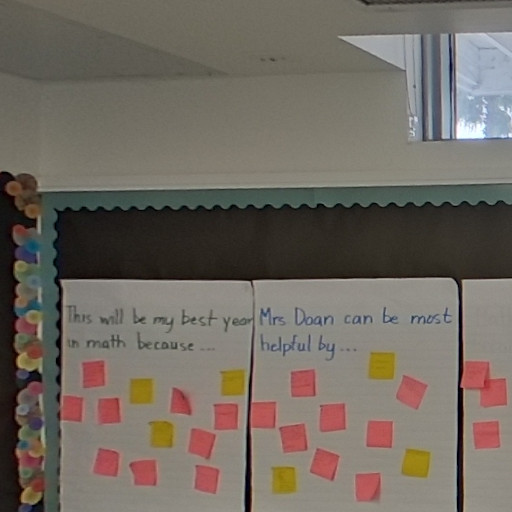 This will be my best year
in math because...
Mrs Doan can be most
helpful by...